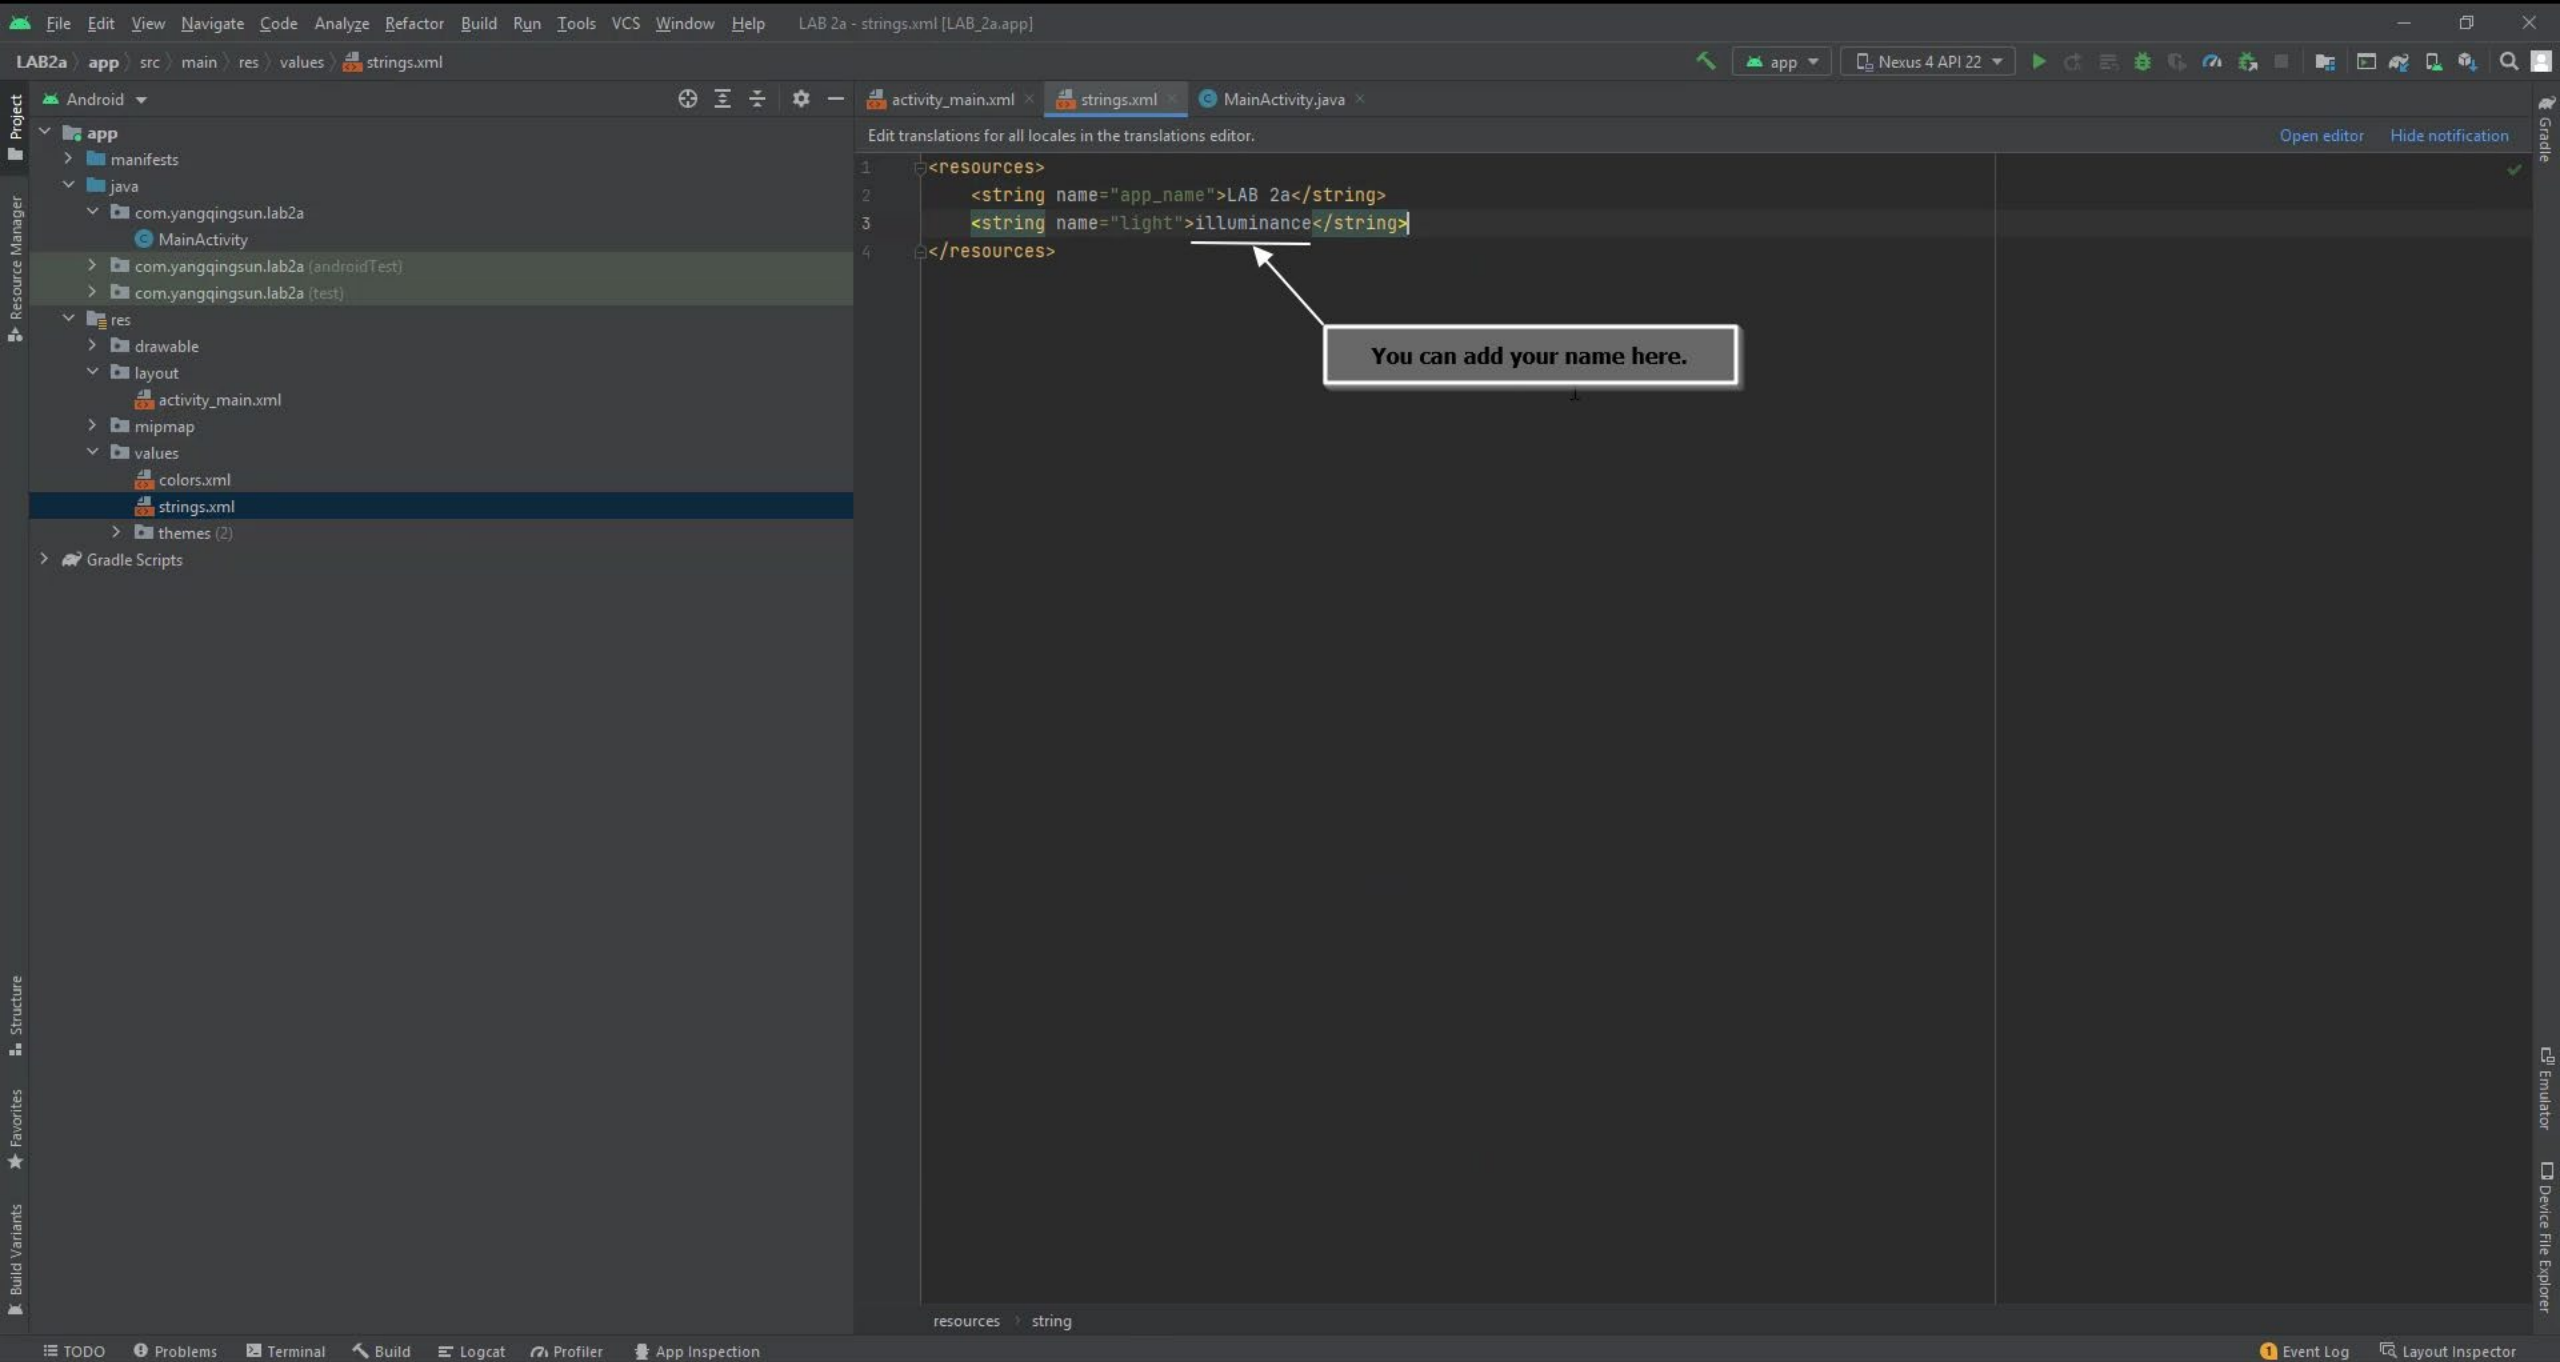 File Edit View Navigate Code Analyze Refactor Build Run Tools VCS Window Help LAB 2a - strings.xml [LAB_2a.app]
LAB2a app src main res values strings.xml app Nexus 4 API 22
Project
Resource Manager
Structure
Favorites
Build Variants
Android
app
manifests
java
com.yangqingsun.lab2a
MainActivity
com.yangqingsun.lab2a (androidTest)
com.yangqingsun.lab2a (test)
res
drawable
layout
activity_main.xml
mipmap
values
colors.xml
strings.xml
themes (2)
Gradle Scripts
activity_main.xml strings.xml MainActivity.java
Edit translations for all locales in the translations editor. Open editor Hide notification
1 <resources>
2 <string name="app_name">LAB 2a</string>
3 <string name="light">illuminance</string>
4 </resources>
You can add your name here.
resources string
Gradle
Emulator
Device File Explorer
TODO Problems Terminal Build Logcat Profiler App Inspection 1 Event Log Layout Inspector